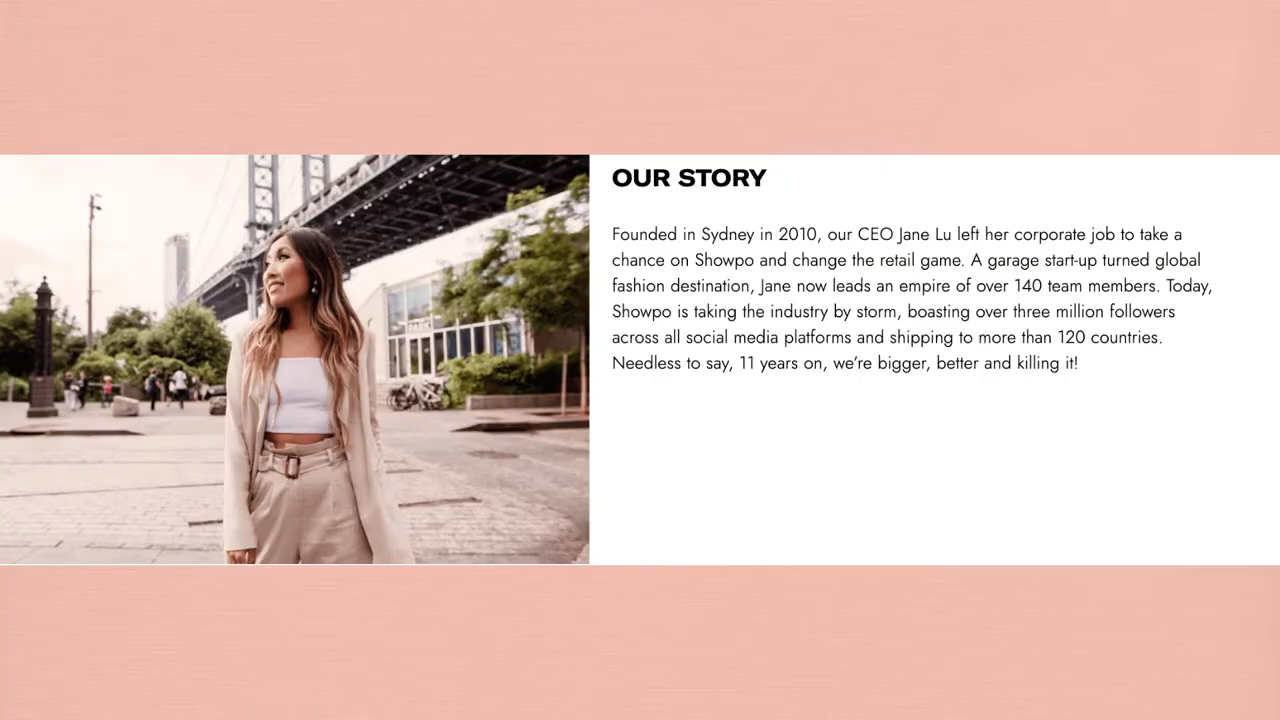 OUR STORY
Founded in Sydney in 2010, our CEO Jane Lu left her corporate job to take a
chance on Showpo and change the retail game. A garage start-up turned global
fashion destination, Jane now leads an empire of over 140 team members. Today,
Showpo is taking the industry by storm, boasting over three million followers
across all social media platforms and shipping to more than 120 countries.
Needless to say, 11 years on, we’re bigger, better and killing it!